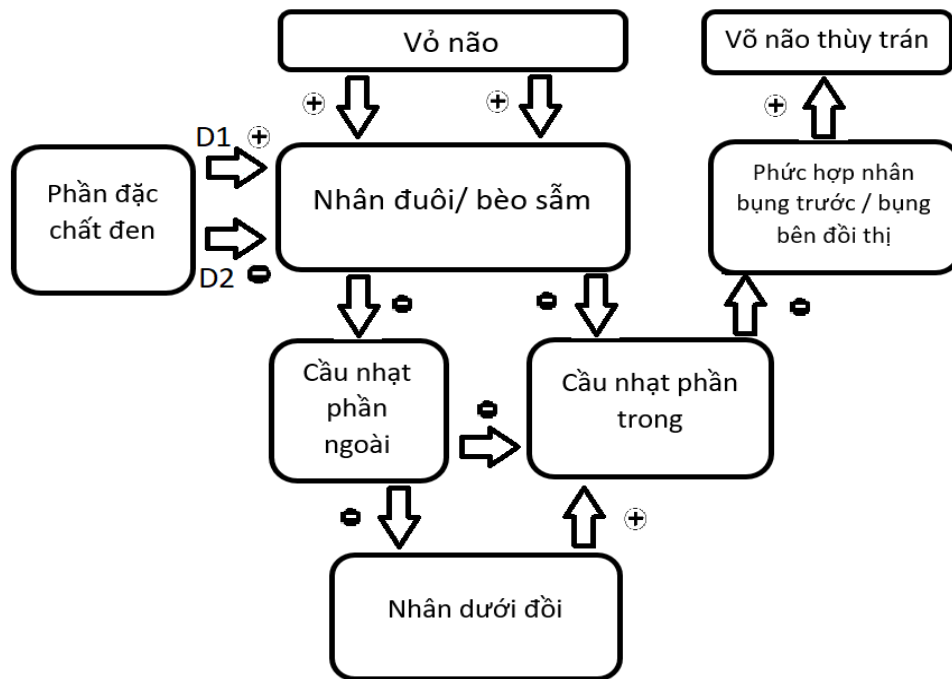 Vỏ não
Võ não thùy trán
D1 +
Phần đặc
chất đen
D2 -
Nhân đuôi/ bèo sẫm
Phức hợp nhân
bụng trước / bụng
bên đồi thị
+
+
+
-
-
-
Cầu nhạt
phần
ngoài
-
Cầu nhạt phần
trong
-
+
Nhân dưới đồi